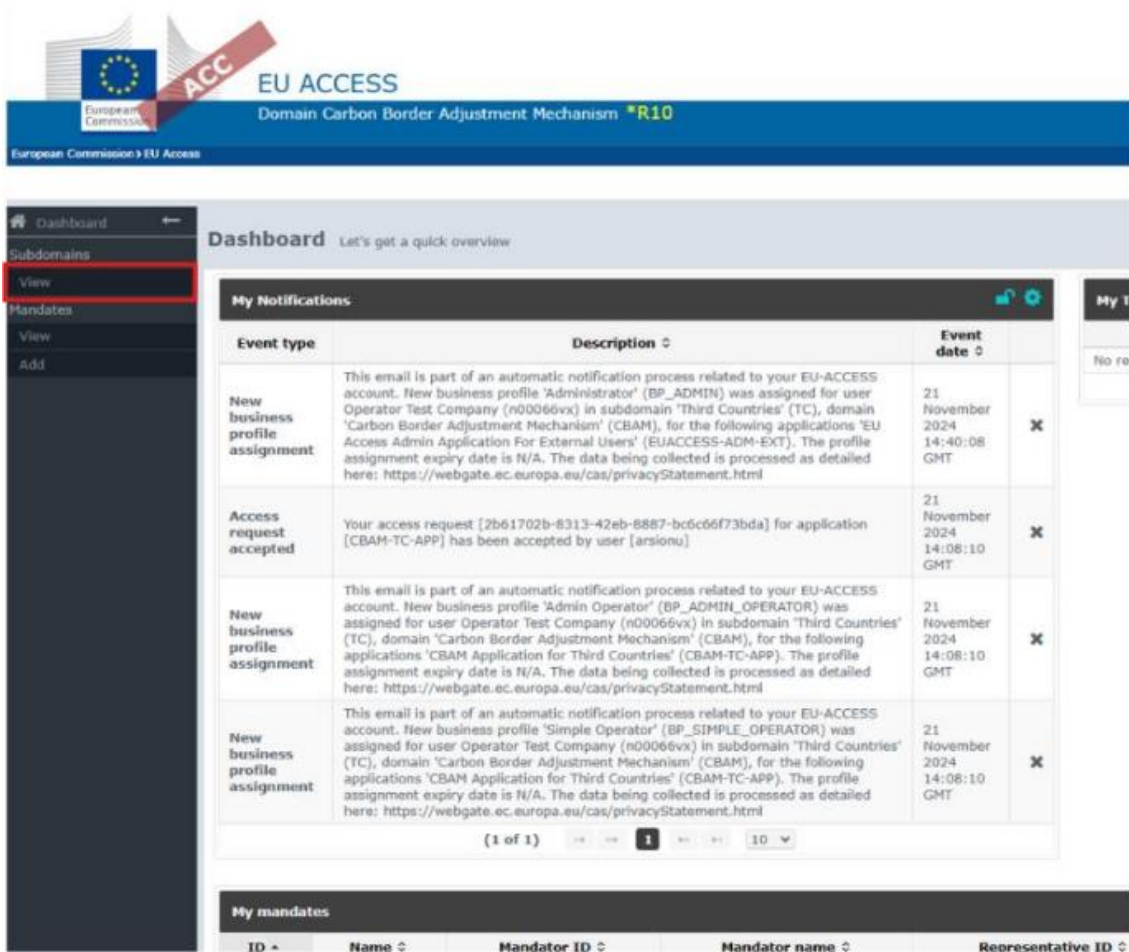 ACC
European
Commission
EU ACCESS
Domain Carbon Border Adjustment Mechanism *R10
European Commission > EU Access
Dashboard
Subdomains
View
Mandates
View
Add
Dashboard Let's get a quick overview
My Notifications
Event type Description Event date
New business profile assignment
This email is part of an automatic notification process related to your EU-ACCESS
account. New business profile 'Administrator' (BP_ADMIN) was assigned for user
Operator Test Company (n00066vx) in subdomain 'Third Countries' (TC), domain
'Carbon Border Adjustment Mechanism' (CBAM), for the following applications 'EU
Access Admin Application For External Users' (EUACCESS-ADM-EXT). The profile
assignment expiry date is N/A. The data being collected is processed as detailed
here: https://webgate.ec.europa.eu/cas/privacyStatement.html
21 November 2024 14:40:08 GMT
Access request accepted
Your access request [2b61702b-8313-42eb-8887-bc6c66f73bda] for application
[CBAM-TC-APP] has been accepted by user [arsionu]
21 November 2024 14:08:10 GMT
New business profile assignment
This email is part of an automatic notification process related to your EU-ACCESS
account. New business profile 'Admin Operator' (BP_ADMIN_OPERATOR) was
assigned for user Operator Test Company (n00066vx) in subdomain 'Third Countries'
(TC), domain 'Carbon Border Adjustment Mechanism' (CBAM), for the following
applications 'CBAM Application for Third Countries' (CBAM-TC-APP). The profile
assignment expiry date is N/A. The data being collected is processed as detailed
here: https://webgate.ec.europa.eu/cas/privacyStatement.html
21 November 2024 14:08:10 GMT
New business profile assignment
This email is part of an automatic notification process related to your EU-ACCESS
account. New business profile 'Simple Operator' (BP_SIMPLE_OPERATOR) was
assigned for user Operator Test Company (n00066vx) in subdomain 'Third Countries'
(TC), domain 'Carbon Border Adjustment Mechanism' (CBAM), for the following
applications 'CBAM Application for Third Countries' (CBAM-TC-APP). The profile
assignment expiry date is N/A. The data being collected is processed as detailed
here: https://webgate.ec.europa.eu/cas/privacyStatement.html
21 November 2024 14:08:10 GMT
(1 of 1) 1 10
My T
No re
My mandates
ID Name Mandator ID Mandator name Representative ID